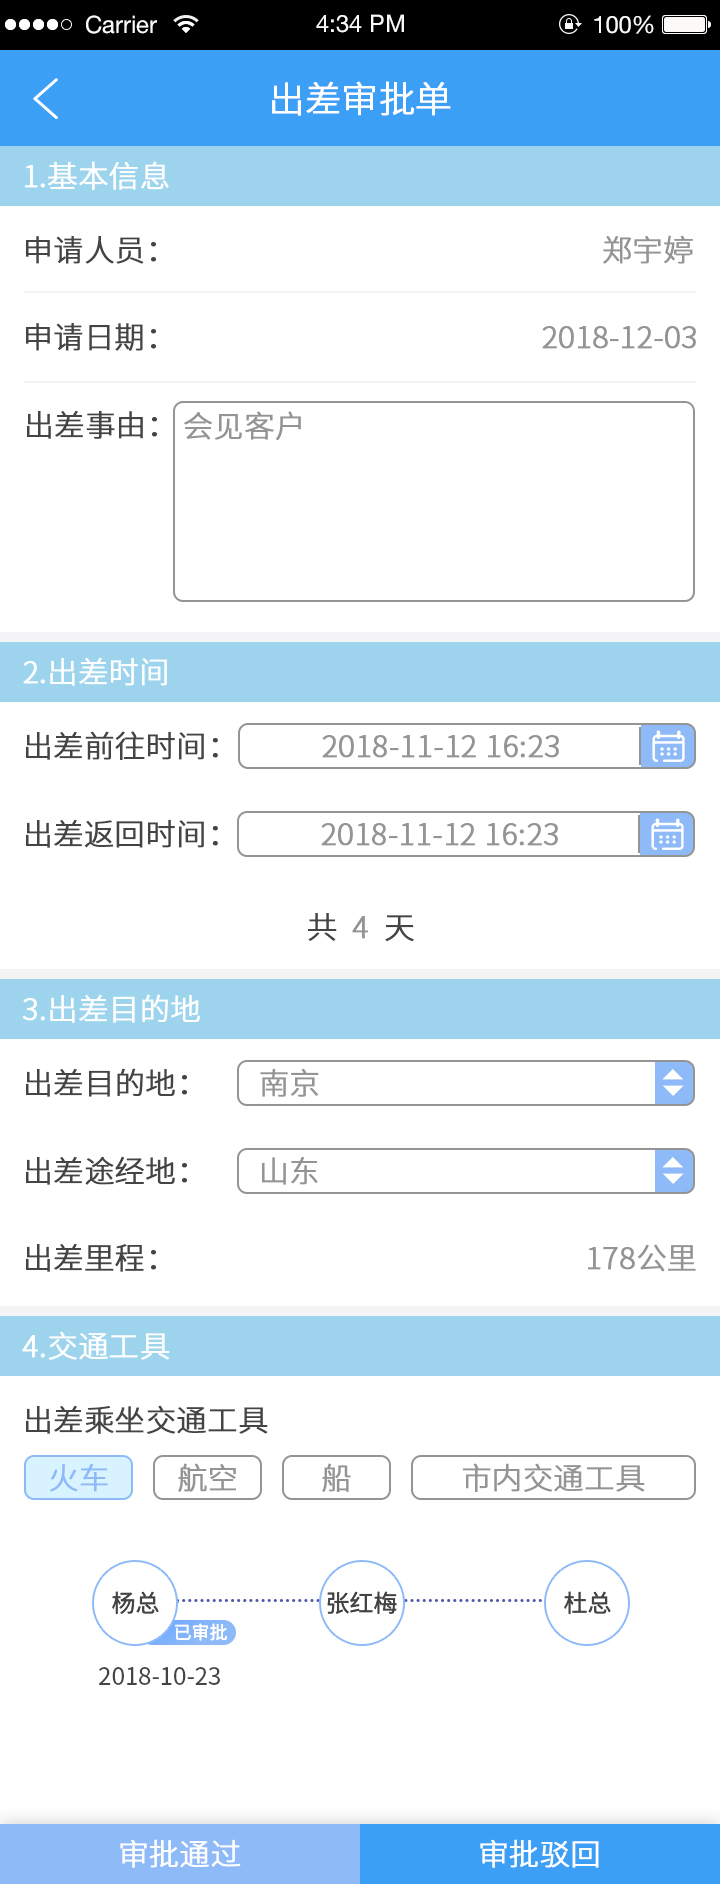 Carrier 4:34 PM 100%
出差审批单
1.基本信息
申请人员： 郑宇婷
申请日期： 2018-12-03
出差事由： 会见客户
2.出差时间
出差前往时间： 2018-11-12 16:23
出差返回时间： 2018-11-12 16:23
共 4 天
3.出差目的地
出差目的地： 南京
出差途经地： 山东
出差里程： 178公里
4.交通工具
出差乘坐交通工具
火车 航空 船 市内交通工具
杨总 张红梅 杜总
已审批
2018-10-23
审批通过 审批驳回